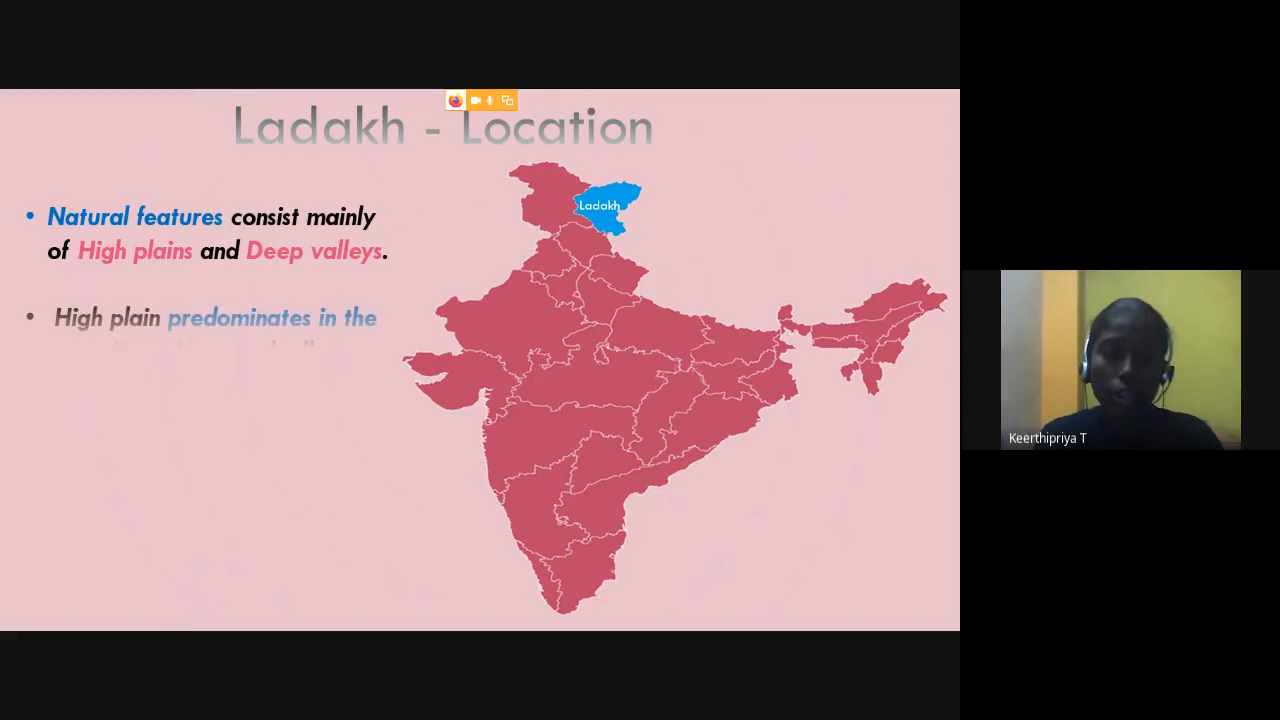 Ladakh - Location
• Natural features consist mainly
of High plains and Deep valleys.
• High plain predominates in the
Ladakh
Keerthipriya T